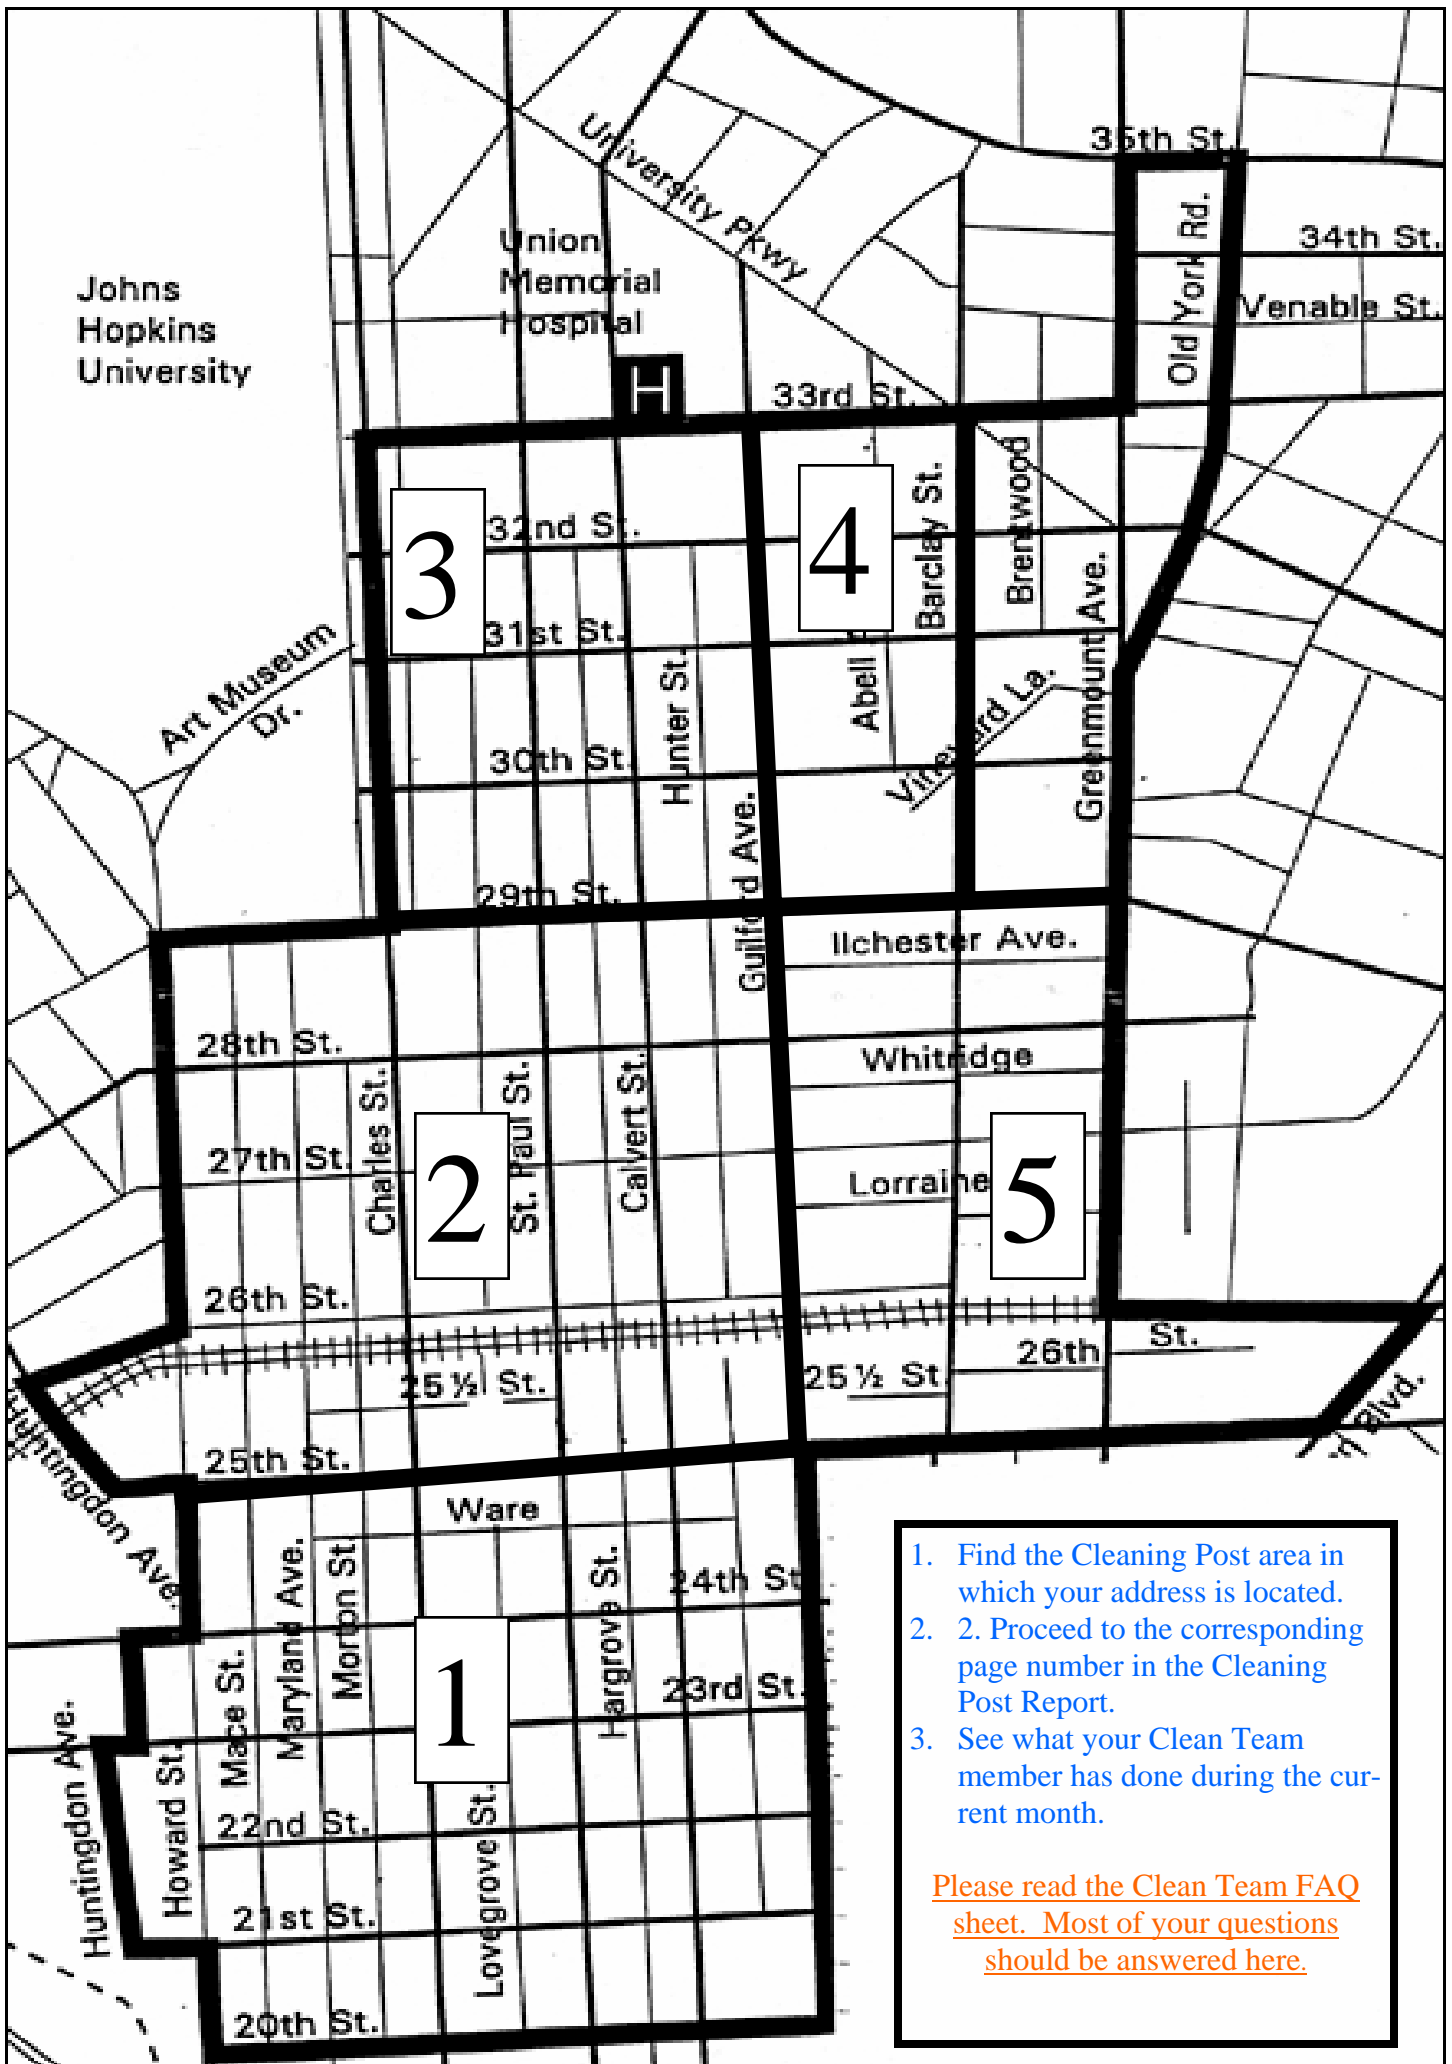 35th St.
University Pkwy
Old York Rd.
34th St.
Union
Memorial
Hospital
Johns
Hopkins
University
Venable St.
H
33rd St.
3
4
32nd St.
Barclay St.
Brentwood
31st St.
Art Museum
Dr.
Hunter St.
Abell
Vineyard La.
Greenmount Ave.
30th St.
Guilford Ave.
29th St.
Ilchester Ave.
28th St.
Whitridge
Charles St.
St. Paul St.
Calvert St.
27th St.
2
Lorraine
5
26th St.
26th St.
25 ½ St.
25 ½ St.
Blvd.
25th St.
Huntingdon Ave.
Ware
Maryland Ave.
Morton St.
Hargrove St.
24th St
Mace St.
1
23rd St.
Huntingdon Ave.
Howard St.
22nd St.
Lovegrove St.
21st St.
20th St.
1. Find the Cleaning Post area in
which your address is located.
2. 2. Proceed to the corresponding
page number in the Cleaning
Post Report.
3. See what your Clean Team
member has done during the cur-
rent month.
Please read the Clean Team FAQ
sheet. Most of your questions
should be answered here.